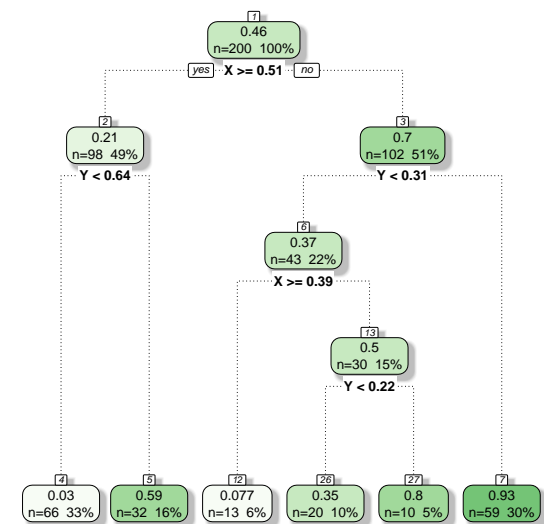 1
0.46
n=200 100%
yes X >= 0.51 no
2
0.21
n=98 49%
Y < 0.64
3
0.7
n=102 51%
Y < 0.31
6
0.37
n=43 22%
X >= 0.39
13
0.5
n=30 15%
Y < 0.22
4
0.03
n=66 33%
5
0.59
n=32 16%
12
0.077
n=13 6%
26
0.35
n=20 10%
27
0.8
n=10 5%
7
0.93
n=59 30%